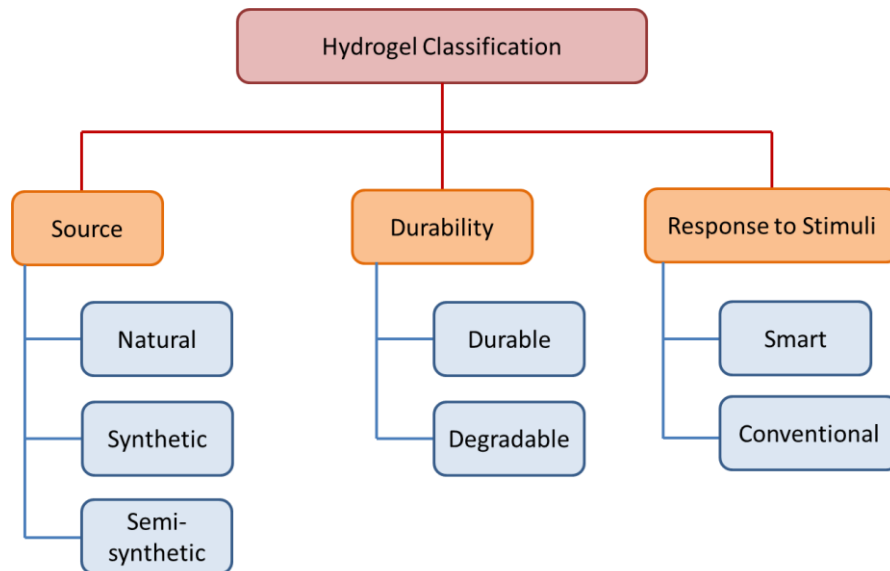 Hydrogel Classification
Source
Durability
Response to Stimuli
Natural
Durable
Smart
Synthetic
Degradable
Conventional
Semi-
synthetic